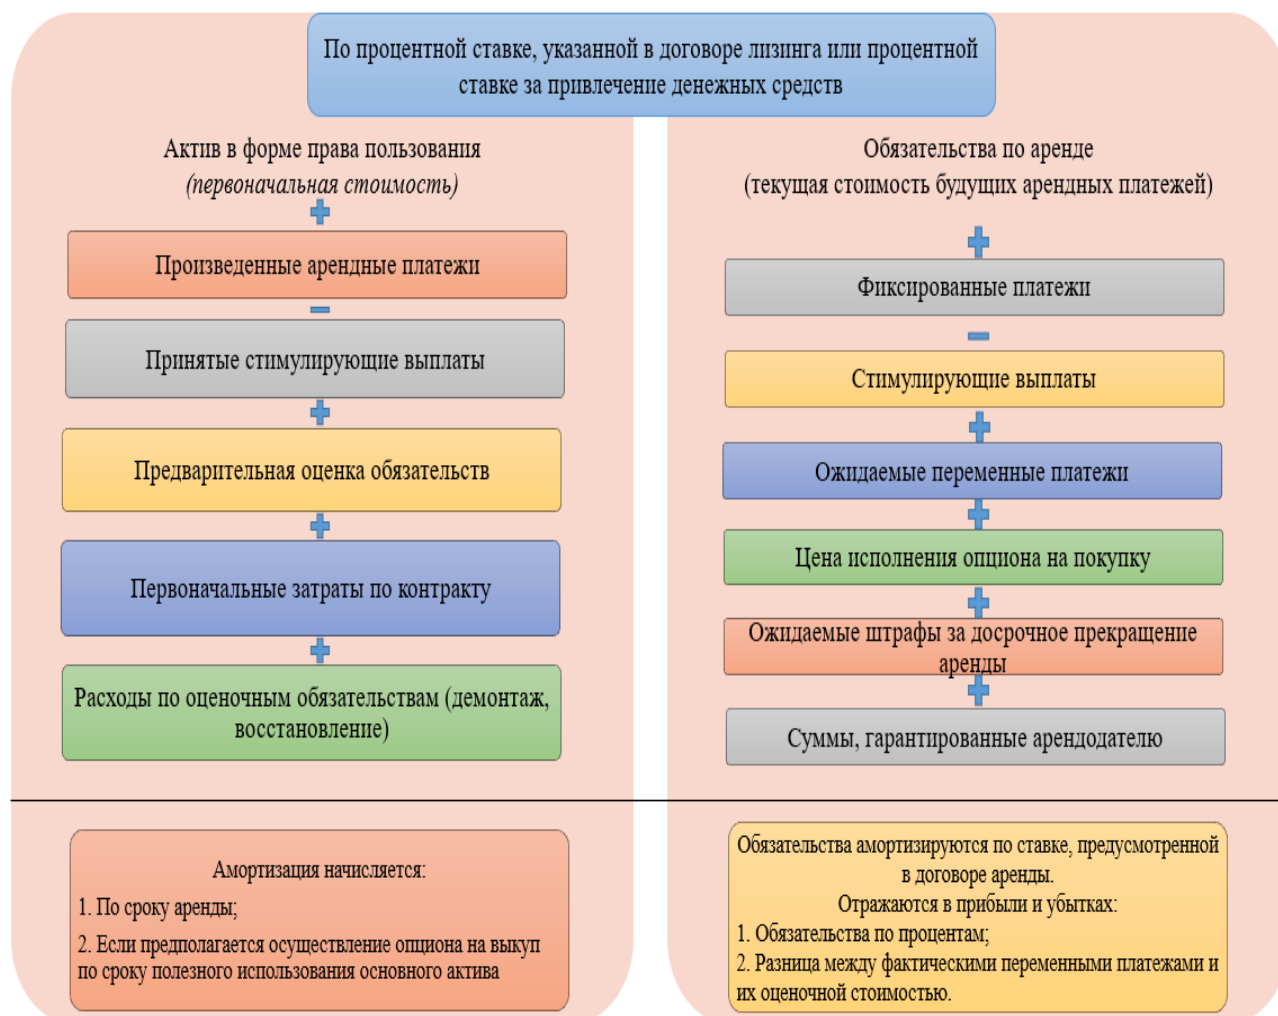 По процентной ставке, указанной в договоре лизинга или процентной
ставке за привлечение денежных средств
Актив в форме права пользования
(первоначальная стоимость)
Произведенные арендные платежи
Принятые стимулирующие выплаты
Предварительная оценка обязательств
Первоначальные затраты по контракту
Расходы по оценочным обязательствам (демонтаж,
восстановление)
Амортизация начисляется:
1. По сроку аренды;
2. Если предполагается осуществление опциона на выкуп
по сроку полезного использования основного актива
Обязательства по аренде
(текущая стоимость будущих арендных платежей)
Фиксированные платежи
Стимулирующие выплаты
Ожидаемые переменные платежи
Цена исполнения опциона на покупку
Ожидаемые штрафы за досрочное прекращение
аренды
Суммы, гарантированные арендодателю
Обязательства амортизируются по ставке, предусмотренной
в договоре аренды.
Отражаются в прибыли и убытках:
1. Обязательства по процентам;
2. Разница между фактическими переменными платежами и
их оценочной стоимостью.